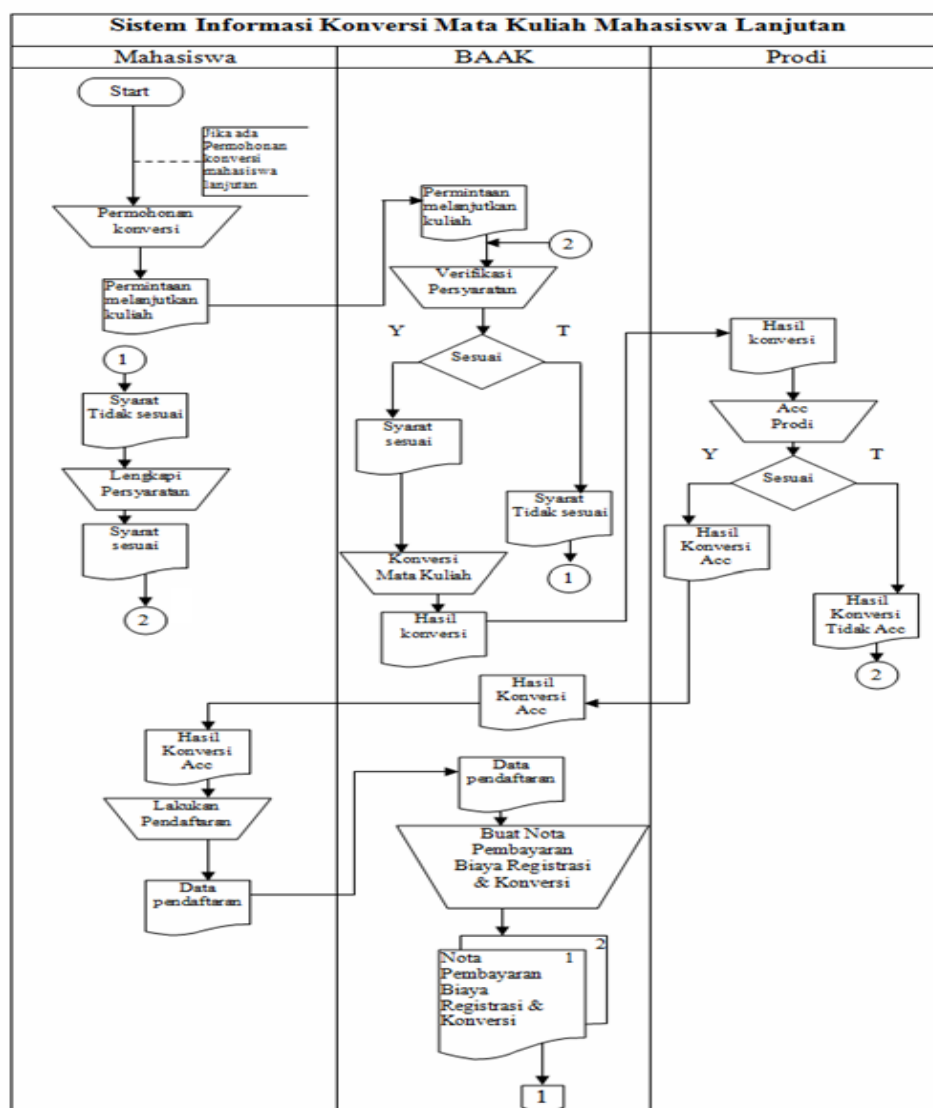 Sistem Informasi Konversi Mata Kuliah Mahasiswa Lanjutan
Mahasiswa
BAAK
Prodi
Start
Jika ada
Permohonan
konversi
mahasiswa
lanjutan
Permohonan
konversi
Permintaan
melanjutkan
kuliah
1
Syarat
Tidak sesuai
Lengkapi
Persyaratan
Syarat
sesuai
2
Permintaan
melanjutkan
kuliah
2
Verifikasi
Persyaratan
Y
T
Sesuai
Syarat
sesuai
Syarat
Tidak sesuai
1
Konversi
Mata Kuliah
Hasil
konversi
Hasil
konversi
Acc
Prodi
Y
T
Sesuai
Hasil
Konversi
Acc
Hasil
Konversi
Tidak Acc
2
Hasil
Konversi
Acc
Hasil
Konversi
Acc
Lakukan
Pendaftaran
Data
pendaftaran
Data
pendaftaran
Buat Nota
Pembayaran
Biaya Registrasi
& Konversi
2
Nota 1
Pembayaran
Biaya
Registrasi &
Konversi
1